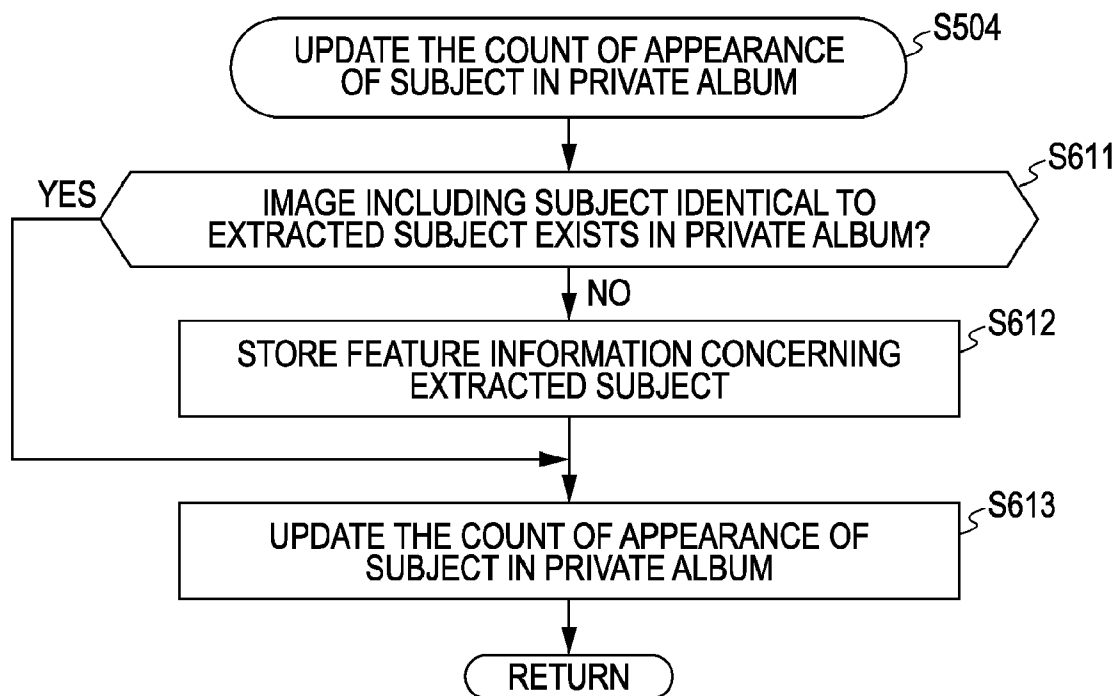 UPDATE THE COUNT OF APPEARANCE
OF SUBJECT IN PRIVATE ALBUM
S504
S611
YES
IMAGE INCLUDING SUBJECT IDENTICAL TO
EXTRACTED SUBJECT EXISTS IN PRIVATE ALBUM?
NO
S612
STORE FEATURE INFORMATION CONCERNING
EXTRACTED SUBJECT
S613
UPDATE THE COUNT OF APPEARANCE OF
SUBJECT IN PRIVATE ALBUM
RETURN